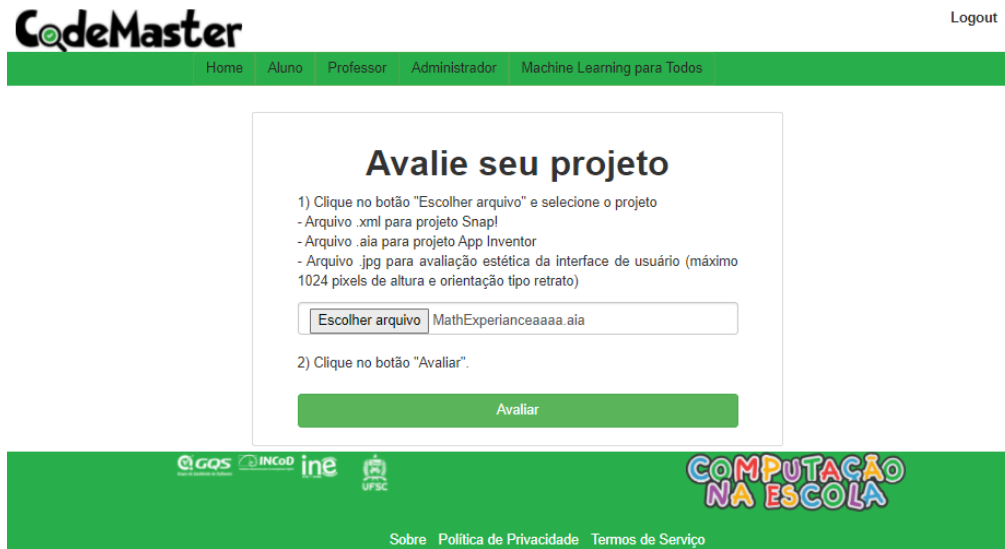 CodeMaster
Logout
Home Aluno Professor Administrador Machine Learning para Todos
Avalie seu projeto
1) Clique no botão "Escolher arquivo" e selecione o projeto
- Arquivo .xml para projeto Snap!
- Arquivo .aia para projeto App Inventor
- Arquivo .jpg para avaliação estética da interface de usuário (máximo
1024 pixels de altura e orientação tipo retrato)
Escolher arquivo MathExperianceaaaa.aia
2) Clique no botão "Avaliar".
Avaliar
GQS INCoD ine UFSC
COMPUTAÇÃO
NA ESCOLA
Sobre Política de Privacidade Termos de Serviço